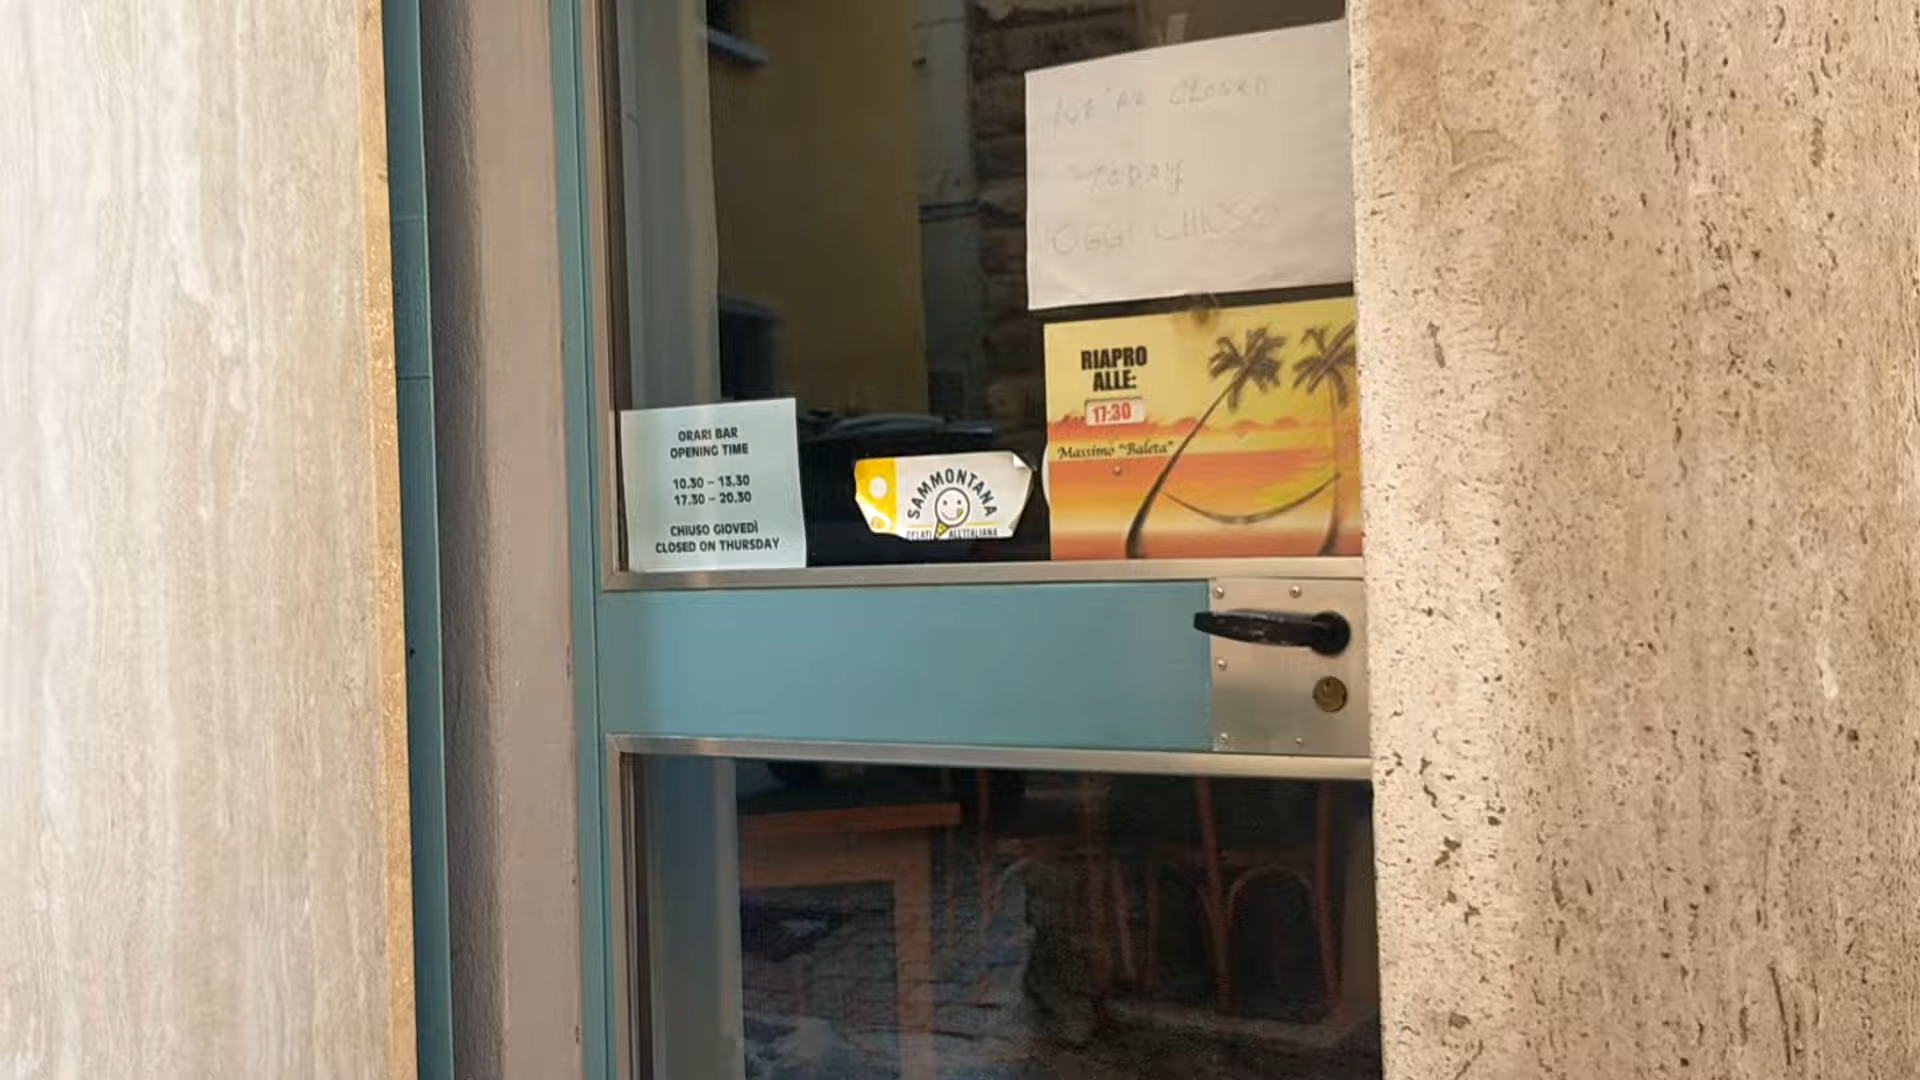 WE'RE CLOSED
TODAY
OGGI CHIUSO
RIAPRO
ALLE:
17:30
Massimo "Baleta"
ORARI BAR
OPENING TIME
10.30 – 13.30
17.30 – 20.30
CHIUSO GIOVEDÌ
CLOSED ON THURSDAY
SAMMONTANA
GELATI ALL'ITALIANA